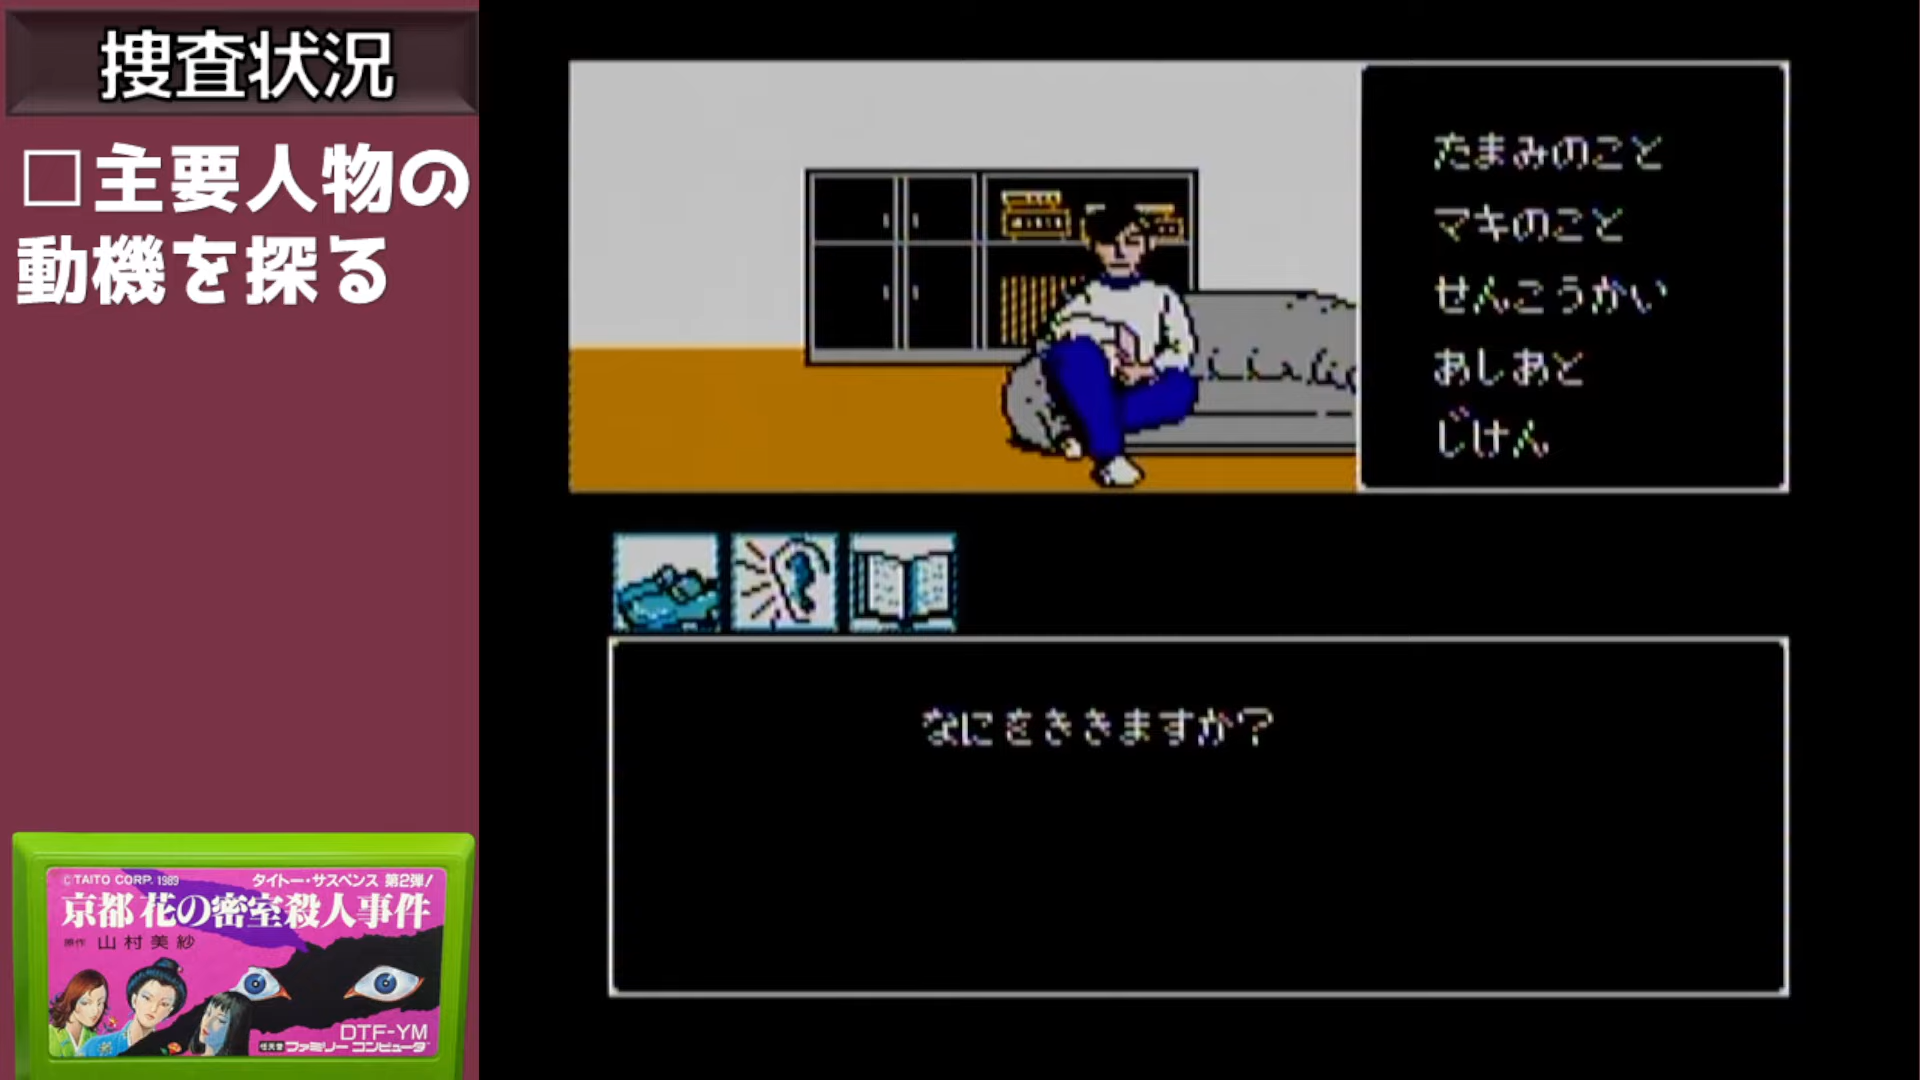 捜査状況
□主要人物の
動機を探る
たまみのこと
マキのこと
せんこうかい
あしあと
じけん
なにをききますか?
©TAITO CORP. 1989
タイトー・サスペンス 第2弾!
京都 花の密室殺人事件
原作 山村美紗
DTF-YM
任天堂 ファミリーコンピュータ